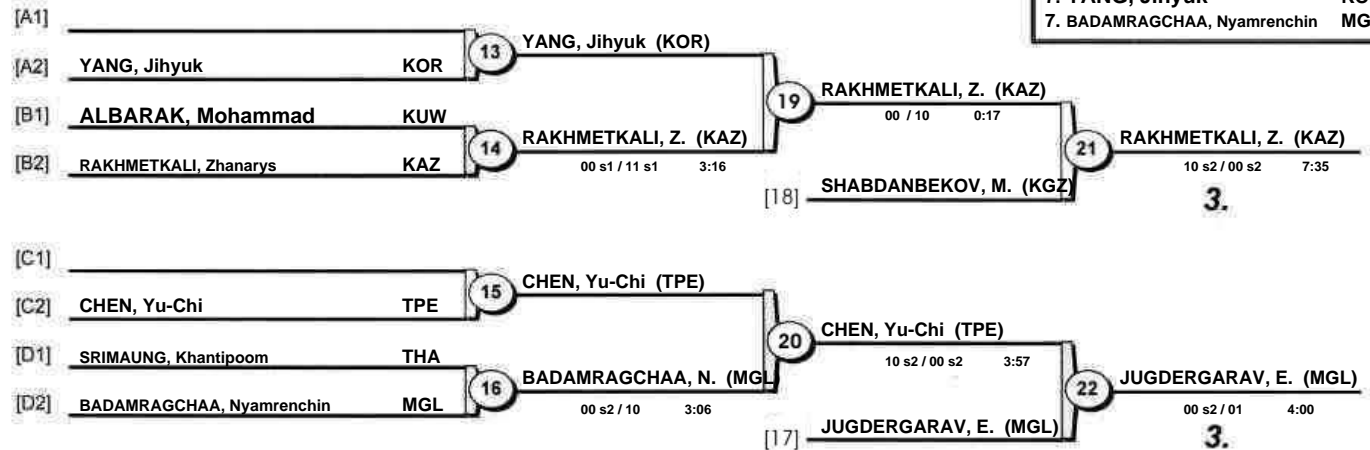 7. BADAMRAGCHAA, Nyamrenchin MG
[A1]
13 YANG, Jihyuk (KOR)
[A2] YANG, Jihyuk KOR
19 RAKHMETKALI, Z. (KAZ)
00 / 10 0:17
[B1] ALBARAK, Mohammad KUW
14 RAKHMETKALI, Z. (KAZ)
00 s1 / 11 s1 3:16
[B2] RAKHMETKALI, Zhanarys KAZ
21 RAKHMETKALI, Z. (KAZ)
10 s2 / 00 s2 7:35
3.
[18] SHABDANBEKOV, M. (KGZ)
[C1]
15 CHEN, Yu-Chi (TPE)
[C2] CHEN, Yu-Chi TPE
20 CHEN, Yu-Chi (TPE)
10 s2 / 00 s2 3:57
[D1] SRIMAUNG, Khantipoom THA
16 BADAMRAGCHAA, N. (MGL
00 s2 / 10 3:06
[D2] BADAMRAGCHAA, Nyamrenchin MGL
22 JUGDERGARAV, E. (MGL)
00 s2 / 01 4:00
3.
[17] JUGDERGARAV, E. (MGL)